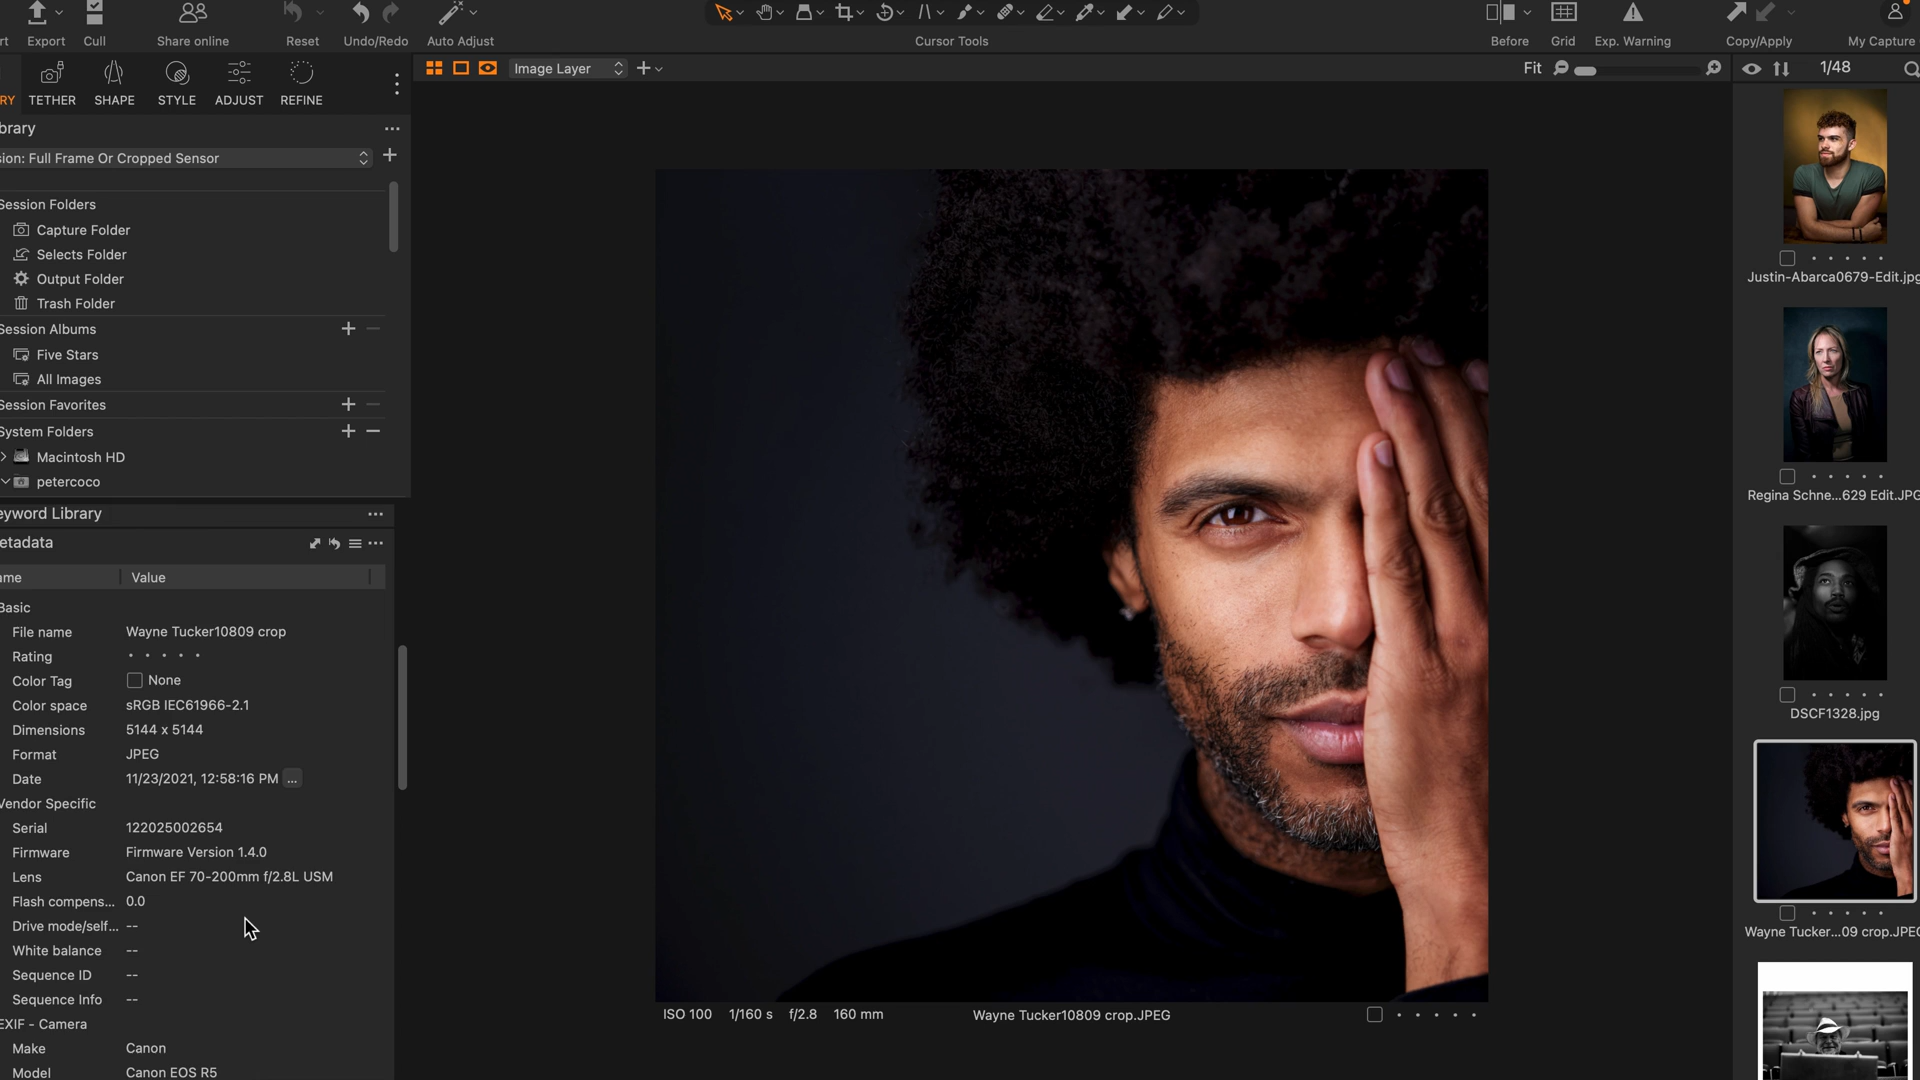 rt Export Cull Share online Reset Undo/Redo Auto Adjust Cursor Tools Before Grid Exp. Warning Copy/Apply My Capture
RY TETHER SHAPE STYLE ADJUST REFINE
Image Layer
Fit
1/48
brary
sion: Full Frame Or Cropped Sensor
Session Folders
Capture Folder
Selects Folder
Output Folder
Trash Folder
Session Albums
Five Stars
All Images
Session Favorites
System Folders
Macintosh HD
petercoco
eyword Library
etadata
ame Value
Basic
File name Wayne Tucker10809 crop
Rating
Color Tag None
Color space sRGB IEC61966-2.1
Dimensions 5144 x 5144
Format JPEG
Date 11/23/2021, 12:58:16 PM ...
Vendor Specific
Serial 122025002654
Firmware Firmware Version 1.4.0
Lens Canon EF 70-200mm f/2.8L USM
Flash compens... 0.0
Drive mode/self... --
White balance --
Sequence ID --
Sequence Info --
EXIF - Camera
Make Canon
Model Canon EOS R5
ISO 100 1/160 s f/2.8 160 mm Wayne Tucker10809 crop.JPEG
Justin-Abarca0679-Edit.jpg
Regina Schne...629 Edit.JPG
DSCF1328.jpg
Wayne Tucker...09 crop.JPEG